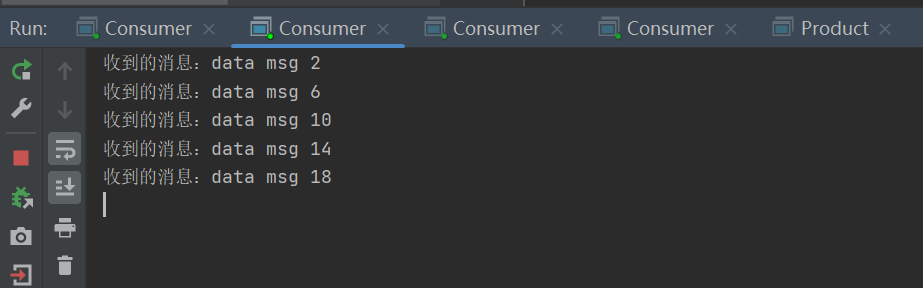 Run: Consumer Consumer Consumer Consumer Product
收到的消息：data msg 2
收到的消息：data msg 6
收到的消息：data msg 10
收到的消息：data msg 14
收到的消息：data msg 18